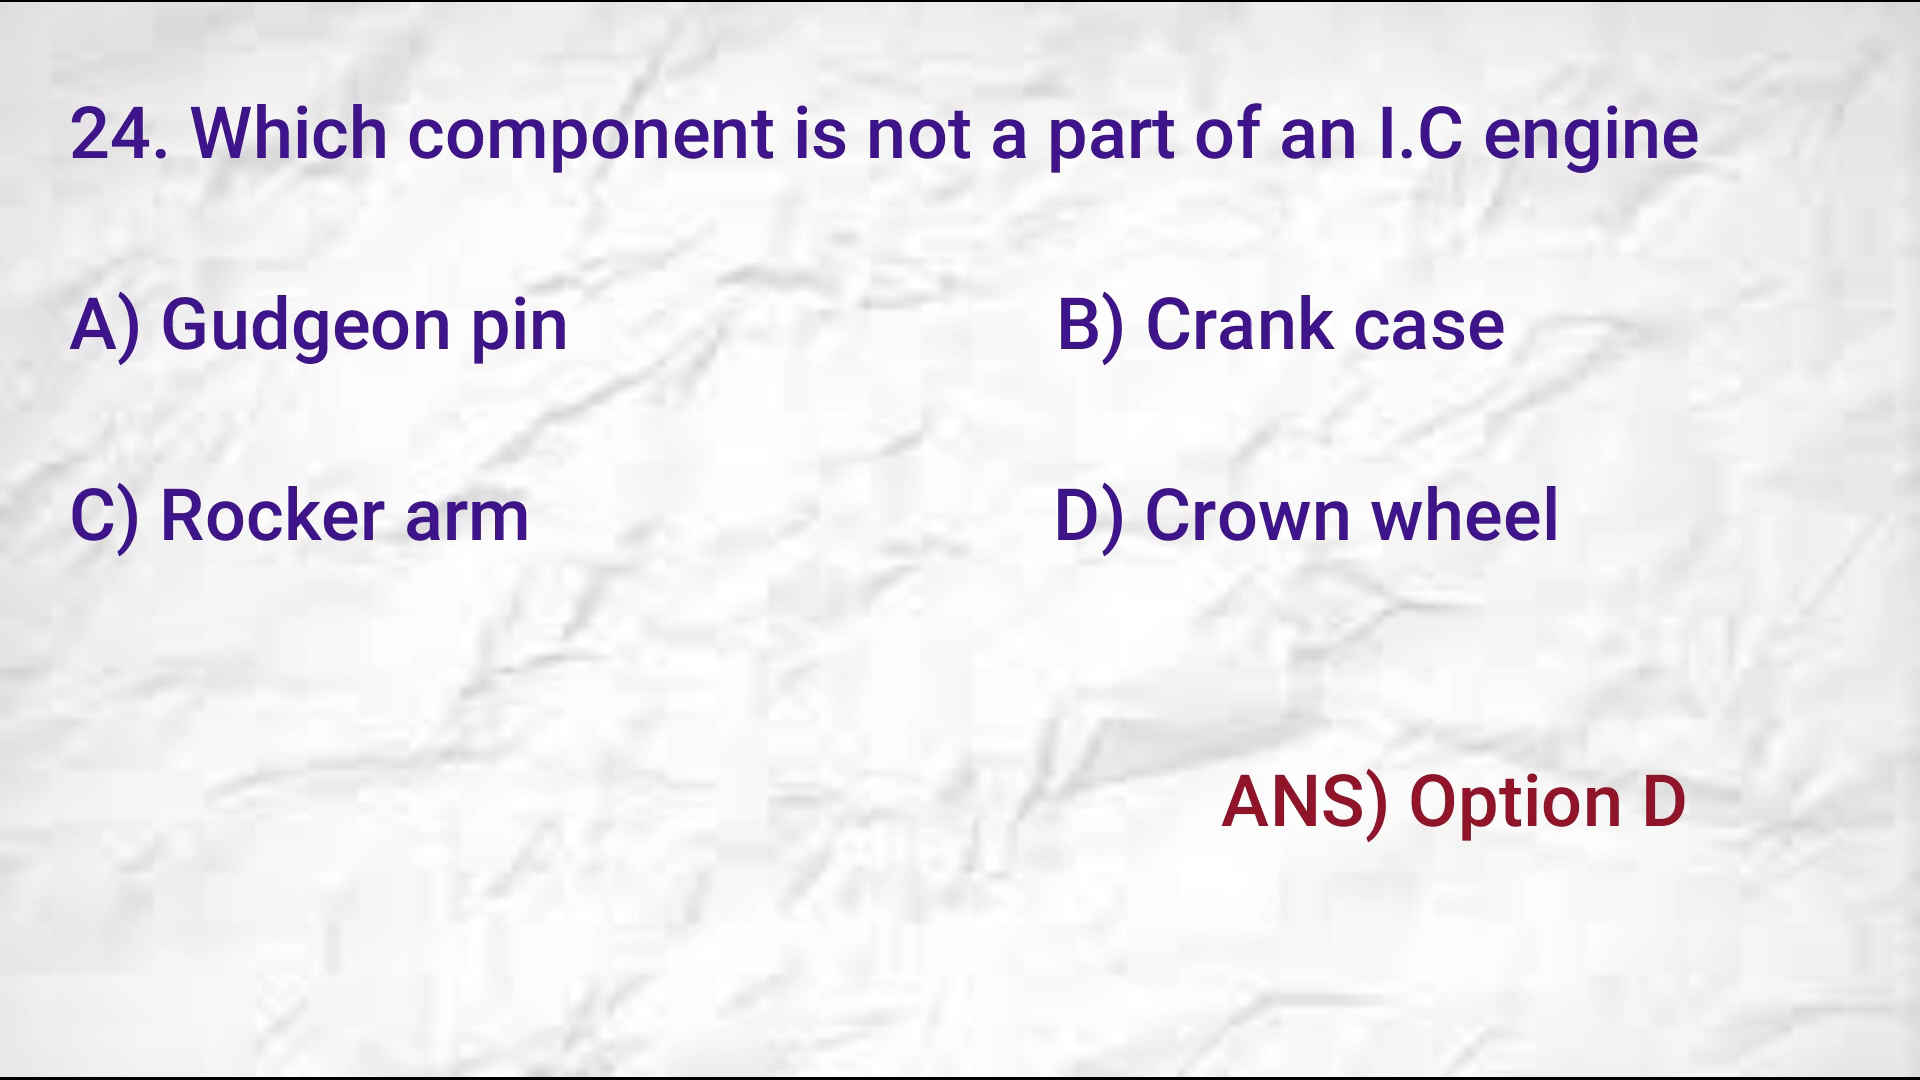 24. Which component is not a part of an I.C engine
A) Gudgeon pin
B) Crank case
C) Rocker arm
D) Crown wheel
ANS) Option D